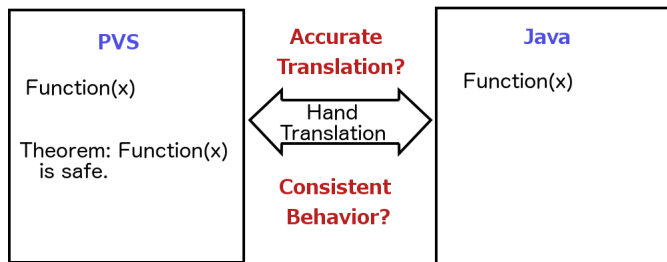 PVS
Function(x)
Theorem: Function(x)
is safe.
Accurate
Translation?
Hand
Translation
Consistent
Behavior?
Java
Function(x)